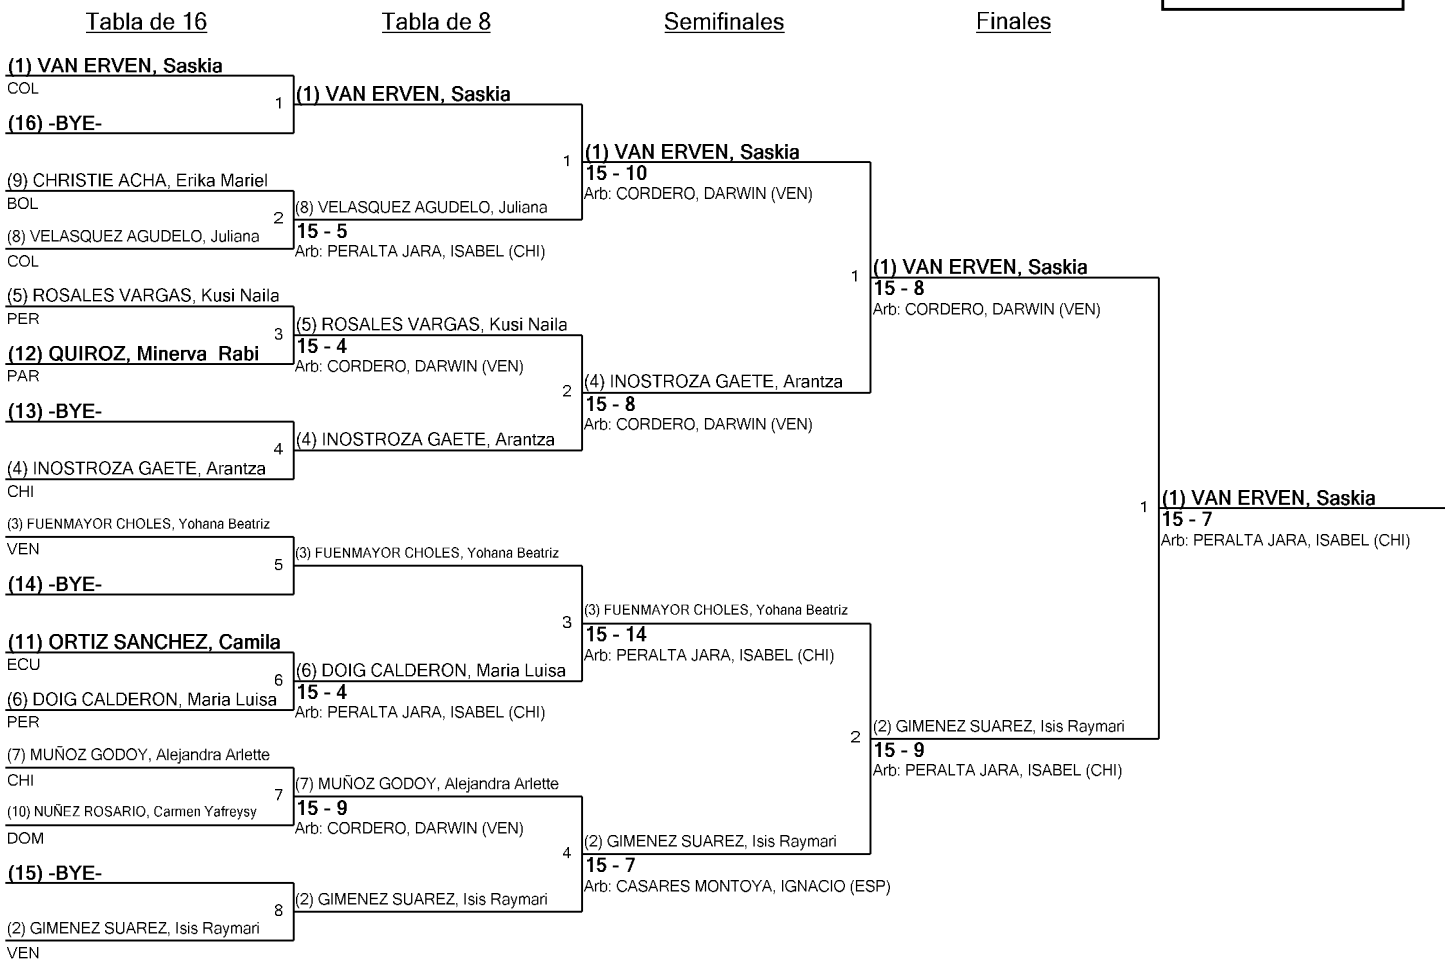 Tabla de 16
Tabla de 8
Semifinales
Finales
(1) VAN ERVEN, Saskia
COL
1
(16) -BYE-
(9) CHRISTIE ACHA, Erika Mariel
BOL
2
(8) VELASQUEZ AGUDELO, Juliana
COL
(5) ROSALES VARGAS, Kusi Naila
PER
3
(12) QUIROZ, Minerva  Rabi
PAR
(13) -BYE-
4
(4) INOSTROZA GAETE, Arantza
CHI
(3) FUENMAYOR CHOLES, Yohana Beatriz
VEN
5
(14) -BYE-
(11) ORTIZ SANCHEZ, Camila
ECU
6
(6) DOIG CALDERON, Maria Luisa
PER
(7) MUÑOZ GODOY, Alejandra Arlette
CHI
7
(10) NUÑEZ ROSARIO, Carmen Yafreysy
DOM
(15) -BYE-
8
(2) GIMENEZ SUAREZ, Isis Raymari
VEN
(1) VAN ERVEN, Saskia
1
(8) VELASQUEZ AGUDELO, Juliana
15 - 5
Arb: PERALTA JARA, ISABEL (CHI)
(5) ROSALES VARGAS, Kusi Naila
15 - 4
Arb: CORDERO, DARWIN (VEN)
2
(4) INOSTROZA GAETE, Arantza
(3) FUENMAYOR CHOLES, Yohana Beatriz
3
(6) DOIG CALDERON, Maria Luisa
15 - 4
Arb: PERALTA JARA, ISABEL (CHI)
(7) MUÑOZ GODOY, Alejandra Arlette
15 - 9
Arb: CORDERO, DARWIN (VEN)
4
(2) GIMENEZ SUAREZ, Isis Raymari
(1) VAN ERVEN, Saskia
15 - 10
Arb: CORDERO, DARWIN (VEN)
1
(4) INOSTROZA GAETE, Arantza
15 - 8
Arb: CORDERO, DARWIN (VEN)
(3) FUENMAYOR CHOLES, Yohana Beatriz
15 - 14
Arb: PERALTA JARA, ISABEL (CHI)
2
(2) GIMENEZ SUAREZ, Isis Raymari
15 - 7
Arb: CASARES MONTOYA, IGNACIO (ESP)
(1) VAN ERVEN, Saskia
15 - 8
Arb: CORDERO, DARWIN (VEN)
1
(2) GIMENEZ SUAREZ, Isis Raymari
15 - 9
Arb: PERALTA JARA, ISABEL (CHI)
(1) VAN ERVEN, Saskia
15 - 7
Arb: PERALTA JARA, ISABEL (CHI)